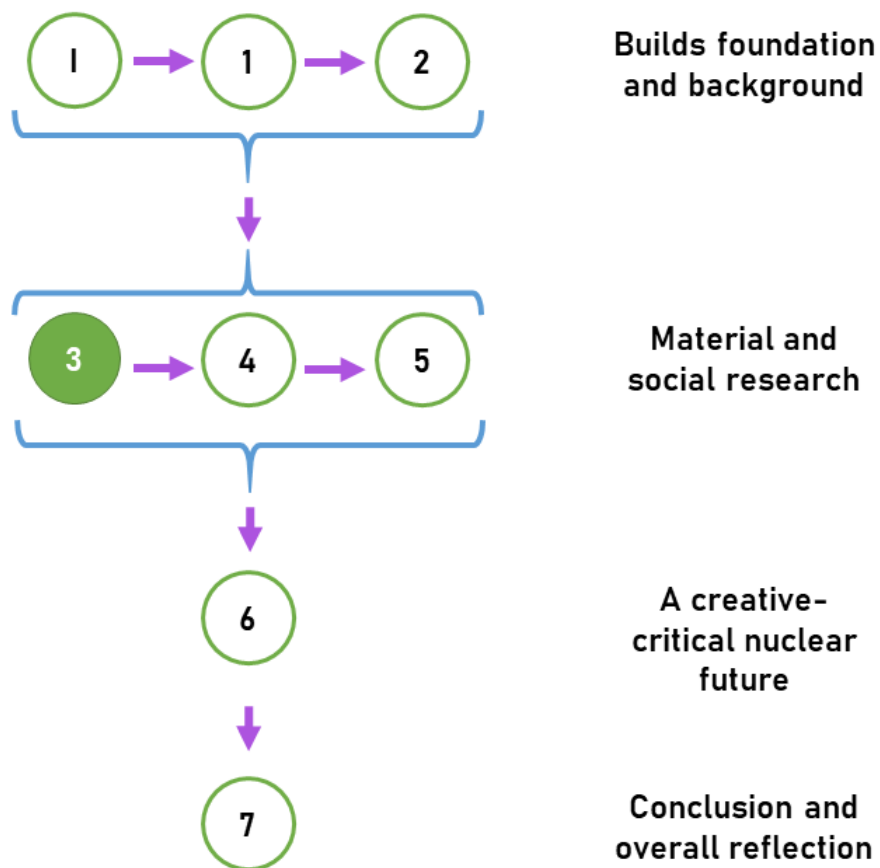 I
1
2
Builds foundation
and background
3
4
5
Material and
social research
6
A creative-
critical nuclear
future
7
Conclusion and
overall reflection